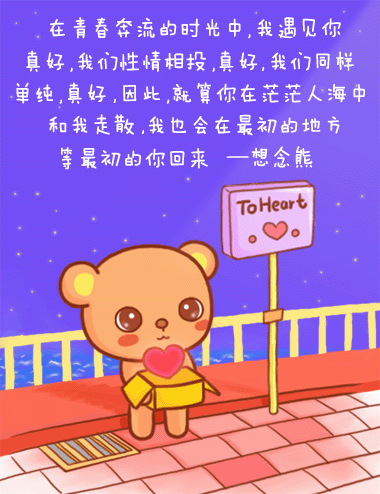 在青春奔流的时光中,我遇见你
真好,我们性情相投,真好,我们同样
单纯,真好,因此,就算你在茫茫人海中
和我走散,我也会在最初的地方
等最初的你回来 —想念熊
To Heart